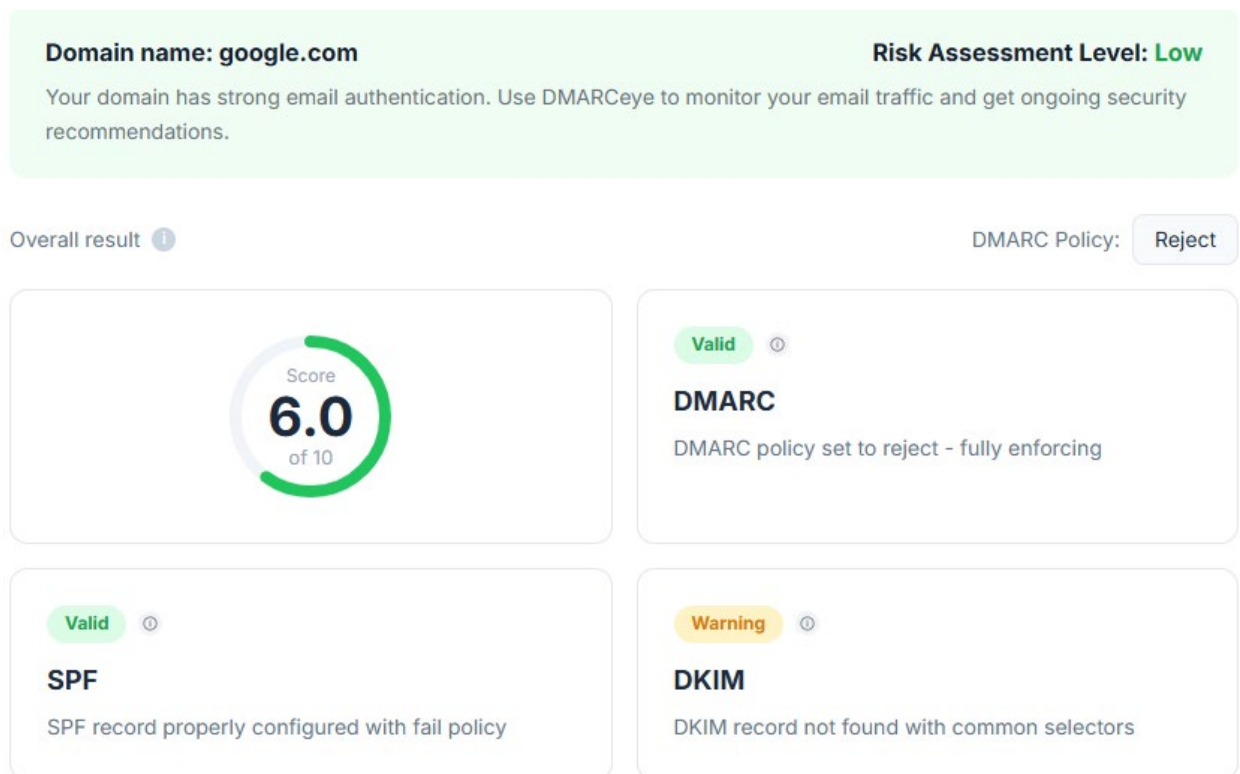 Domain name: google.com
Risk Assessment Level: Low
Your domain has strong email authentication. Use DMARCeye to monitor your email traffic and get ongoing security
recommendations.
Overall result
DMARC Policy: Reject
Score
6.0
of 10
Valid
DMARC
DMARC policy set to reject - fully enforcing
Valid
SPF
SPF record properly configured with fail policy
Warning
DKIM
DKIM record not found with common selectors